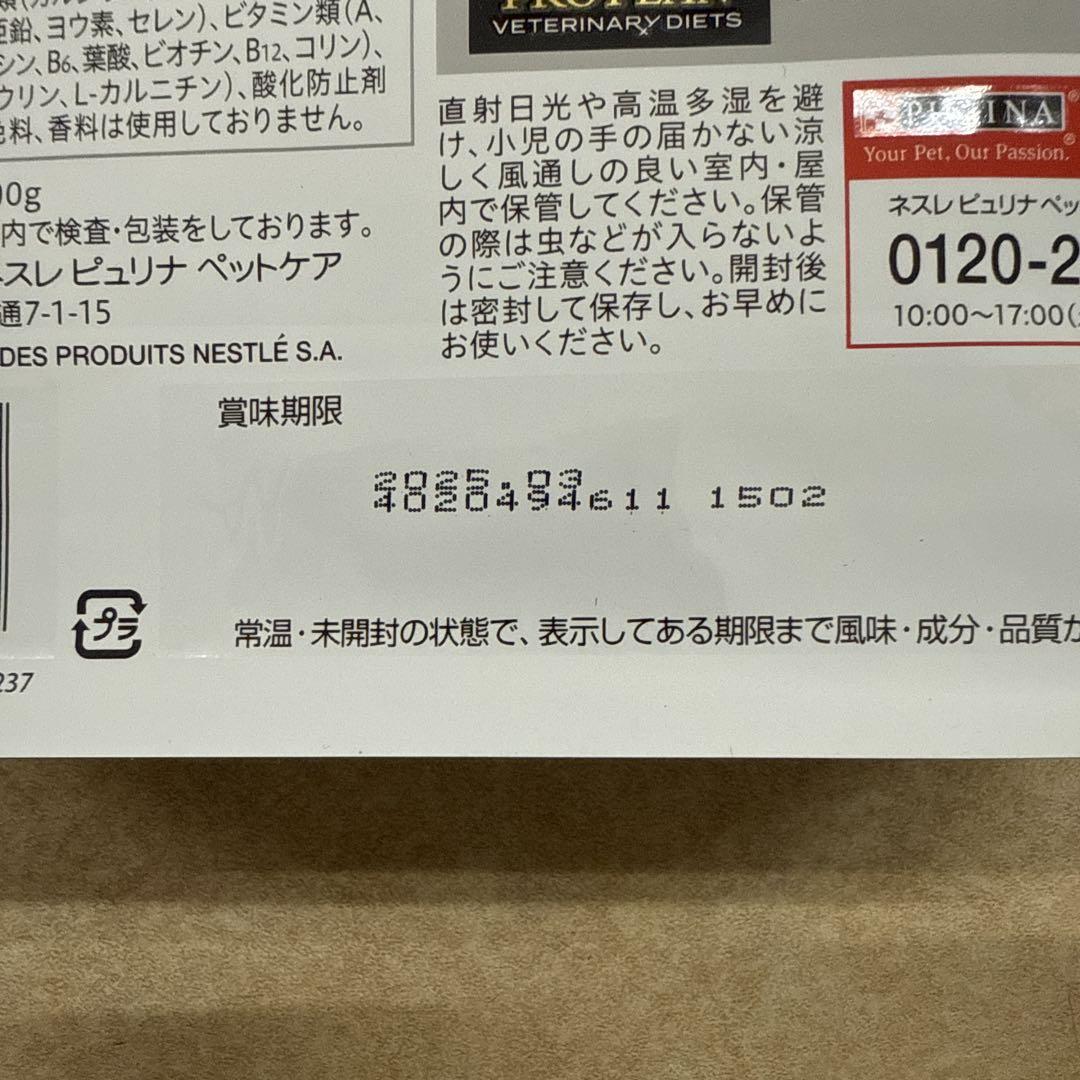 亜鉛、ヨウ素、セレン)、ビタミン類(A、
シン、B6、葉酸、ビオチン、B12、コリン)、
ウリン、L-カルニチン)、酸化防止剤
料、香料は使用しておりません。
00g
内で検査・包装をしております。
ネスレ ピュリナ ペットケア
通7-1-15
DES PRODUITS NESTLÉ S.A.
PRO PLAN
VETERINARY DIETS
直射日光や高温多湿を避
け、小児の手の届かない涼
しく風通しの良い室内・屋
内で保管してください。保管
の際は虫などが入らないよ
うにご注意ください。開封後
は密封して保存し、お早めに
お使いください。
PURINA
Your Pet, Our Passion.
ネスレ ピュリナ ペッ
0120-2
10:00〜17:00(
賞味期限
2025.03
4020494611 1502
プラ
常温・未開封の状態で、表示してある期限まで風味・成分・品質が
237